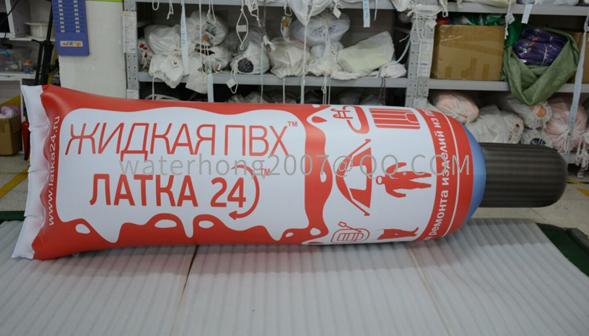 www.latka24.ru
ЖИДКАЯ ПВХ™
ЛАТКА 24™
ремонта изделий из
waterhong2007@QQ.COM